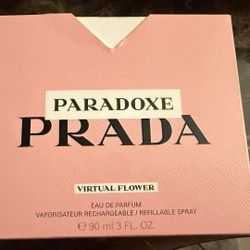 PARADOXE
PRADA
VIRTUAL FLOWER
EAU DE PARFUM
VAPORISATEUR RECHARGEABLE / REFILLABLE SPRAY
℮ 90 ml 3 FL. OZ.